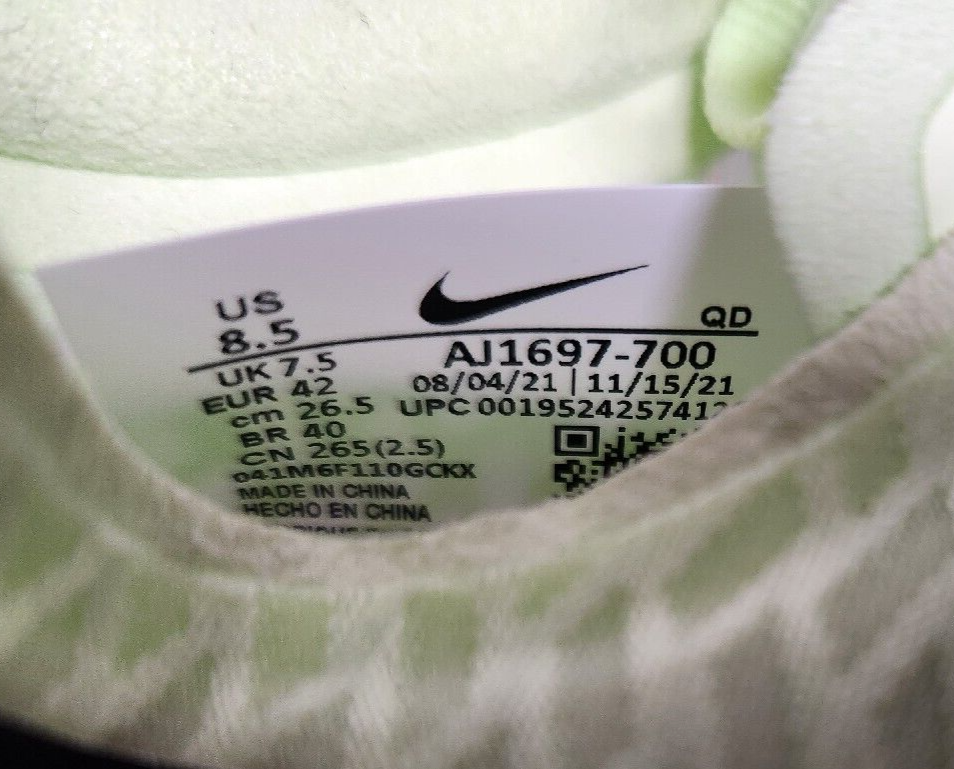 US
8.5
QD
UK 7.5
EUR 42
cm 26.5
BR 40
CN 265(2.5)
041M6F110GCKX
MADE IN CHINA
HECHO EN CHINA
AJ1697-700
08/04/21 | 11/15/21
UPC